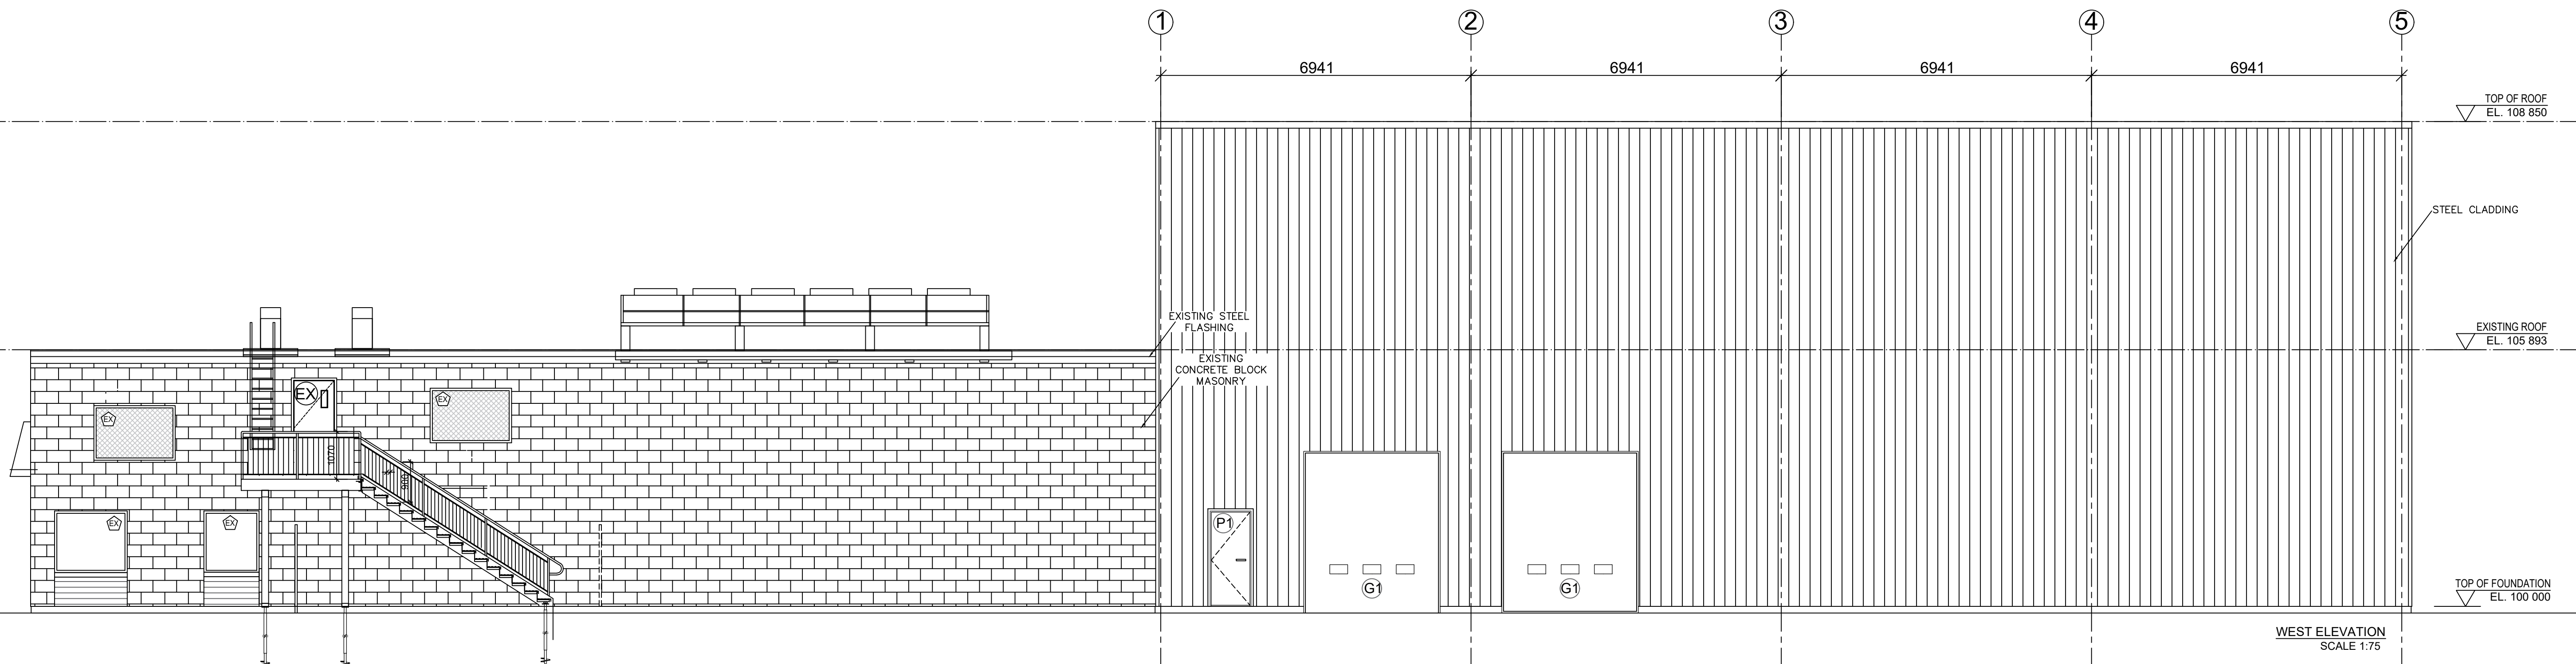 1 2 3 4 5
6941 6941 6941 6941
TOP OF ROOF
EL. 108 850
STEEL CLADDING
EXISTING STEEL
FLASHING
EXISTING ROOF
EL. 105 893
EXISTING
CONCRETE BLOCK
MASONRY
EX
EX
EX
1070
900
EX
EX
P1
G1
G1
TOP OF FOUNDATION
EL. 100 000
WEST ELEVATION
SCALE 1:75